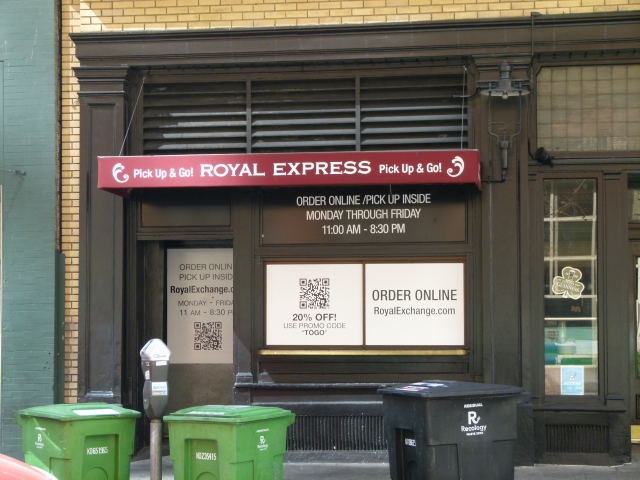 Pick Up & Go! ROYAL EXPRESS Pick Up & Go!
ORDER ONLINE /PICK UP INSIDE
MONDAY THROUGH FRIDAY
11:00 AM - 8:30 PM
ORDER ONLIN
PICK UP INSID
RoyalExchange.c
MONDAY - FRIDA
11 AM - 8:30 P
20% OFF!
USE PROMO CODE
"TOGO"
ORDER ONLINE
RoyalExchange.com
RESIDUAL
Recology